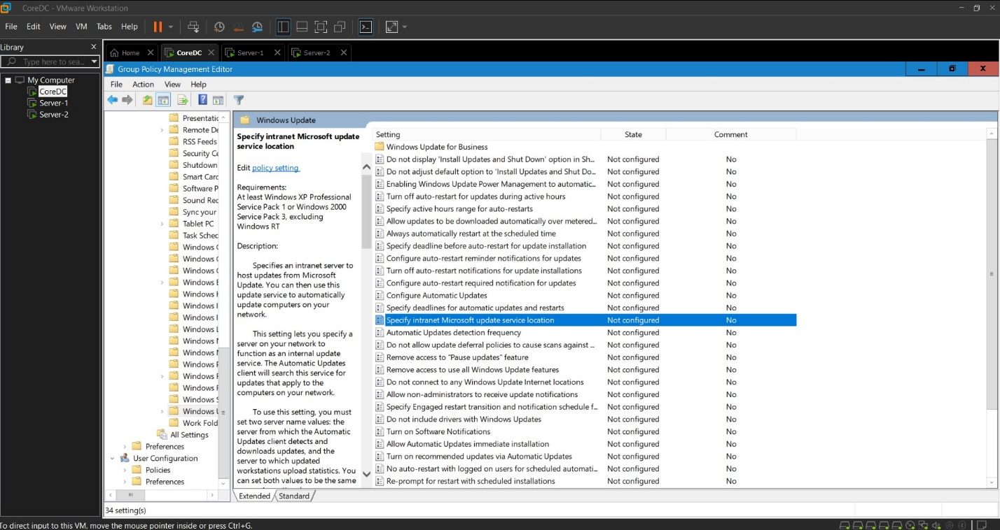 CoreDC - VMware Workstation
File Edit View VM Tabs Help
Library X
Type here to sea...
My Computer
CoreDC
Server-1
Server-2
Home CoreDC Server-1 Server-2
Group Policy Management Editor
File Action View Help
Presentatic
Remote De
RSS Feeds
Security Ce
Shutdown
Smart Card
Software P
Sound Rec
Sync your
Tablet PC
Task Sched
Windows C
Windows C
Windows C
Windows E
Windows H
Windows I
Windows I
Windows L
Windows M
Windows M
Windows P
Windows P
Windows F
Windows S
Windows U
Work Fold
All Settings
Preferences
User Configuration
Policies
Preferences
Windows Update
Specify intranet Microsoft update
service location
Edit policy setting
Requirements:
At least Windows XP Professional
Service Pack 1 or Windows 2000
Service Pack 3, excluding
Windows RT
Description:
Specifies an intranet server to
host updates from Microsoft
Update. You can then use this
update service to automatically
update computers on your
network.
This setting lets you specify a
server on your network to
function as an internal update
service. The Automatic Updates
client will search this service for
updates that apply to the
computers on your network.
To use this setting, you must
set two server name values: the
server from which the Automatic
Updates client detects and
downloads updates, and the
server to which updated
workstations upload statistics. You
can set both values to be the same
Setting State Comment
Windows Update for Business
Do not display 'Install Updates and Shut Down' option in Sh... Not configured No
Do not adjust default option to 'Install Updates and Shut Do... Not configured No
Enabling Windows Update Power Management to automatic... Not configured No
Turn off auto-restart for updates during active hours Not configured No
Specify active hours range for auto-restarts Not configured No
Allow updates to be downloaded automatically over metered... Not configured No
Always automatically restart at the scheduled time Not configured No
Specify deadline before auto-restart for update installation Not configured No
Configure auto-restart reminder notifications for updates Not configured No
Turn off auto-restart notifications for update installations Not configured No
Configure auto-restart required notification for updates Not configured No
Configure Automatic Updates Not configured No
Specify deadlines for automatic updates and restarts Not configured No
Specify intranet Microsoft update service location Not configured No
Automatic Updates detection frequency Not configured No
Do not allow update deferral policies to cause scans against ... Not configured No
Remove access to "Pause updates" feature Not configured No
Remove access to use all Windows Update features Not configured No
Do not connect to any Windows Update Internet locations Not configured No
Allow non-administrators to receive update notifications Not configured No
Specify Engaged restart transition and notification schedule f... Not configured No
Do not include drivers with Windows Updates Not configured No
Turn on Software Notifications Not configured No
Allow Automatic Updates immediate installation Not configured No
Turn on recommended updates via Automatic Updates Not configured No
No auto-restart with logged on users for scheduled automati... Not configured No
Re-prompt for restart with scheduled installations Not configured No
Extended Standard
34 setting(s)
To direct input to this VM, move the mouse pointer inside or press Ctrl+G.